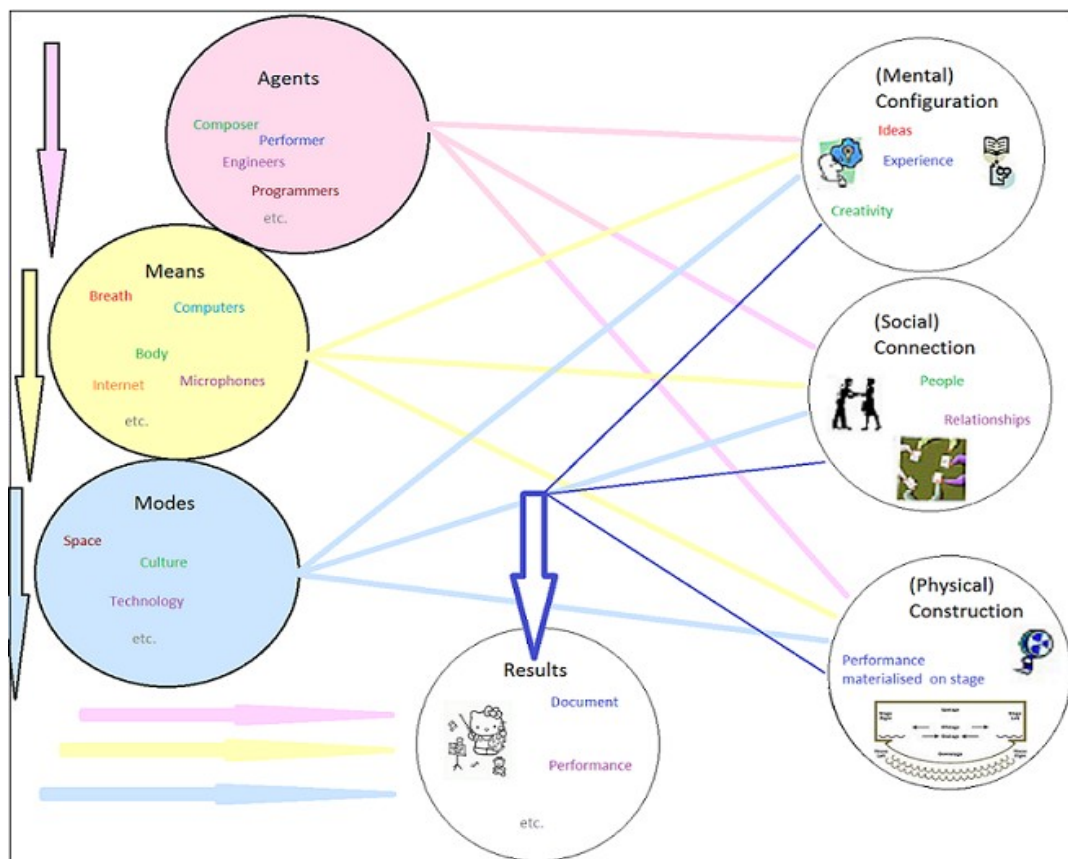 Agents
Composer
Performer
Engineers
Programmers
etc.
Means
Breath
Computers
Body
Internet
Microphones
etc.
Modes
Space
Culture
Technology
etc.
(Mental)
Configuration
Ideas
Experience
Creativity
(Social)
Connection
People
Relationships
(Physical)
Construction
Performance
materialised on stage
Results
Document
Performance
etc.